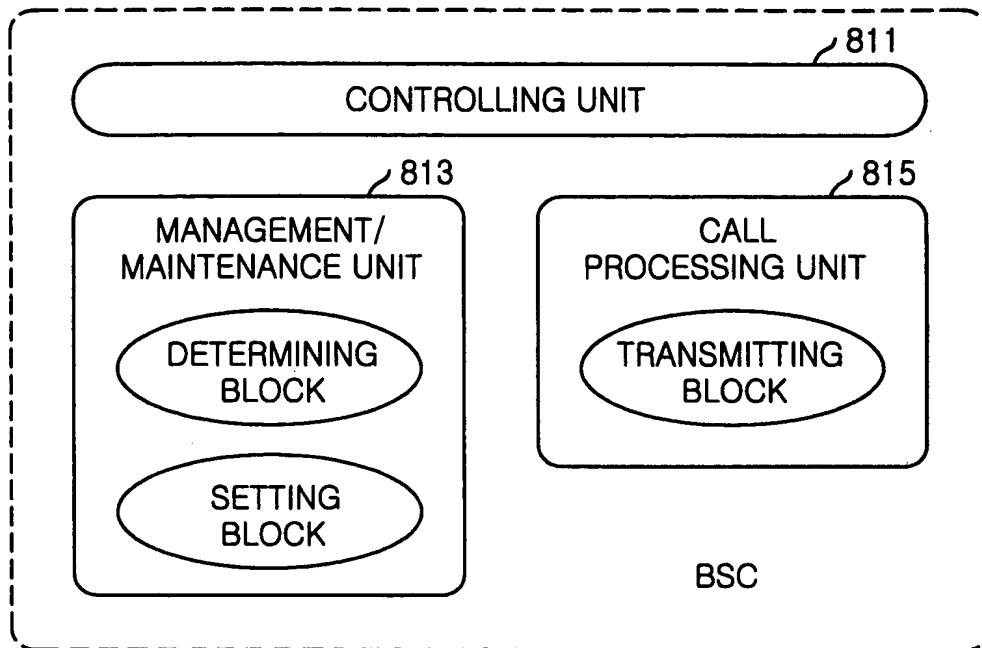 811
CONTROLLING UNIT
813
MANAGEMENT/
MAINTENANCE UNIT
DETERMINING
BLOCK
SETTING
BLOCK
815
CALL
PROCESSING UNIT
TRANSMITTING
BLOCK
BSC